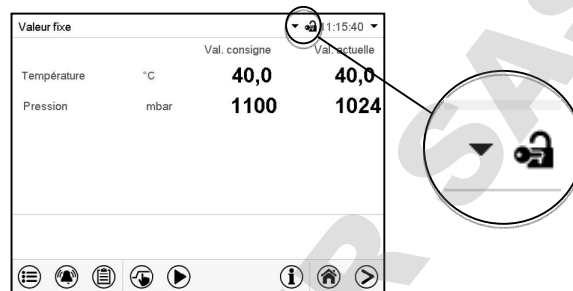 Valeur fixe 11:15:40
Val. consigne Val. actuelle
Température °C 40,0 40,0
Pression mbar 1100 1024